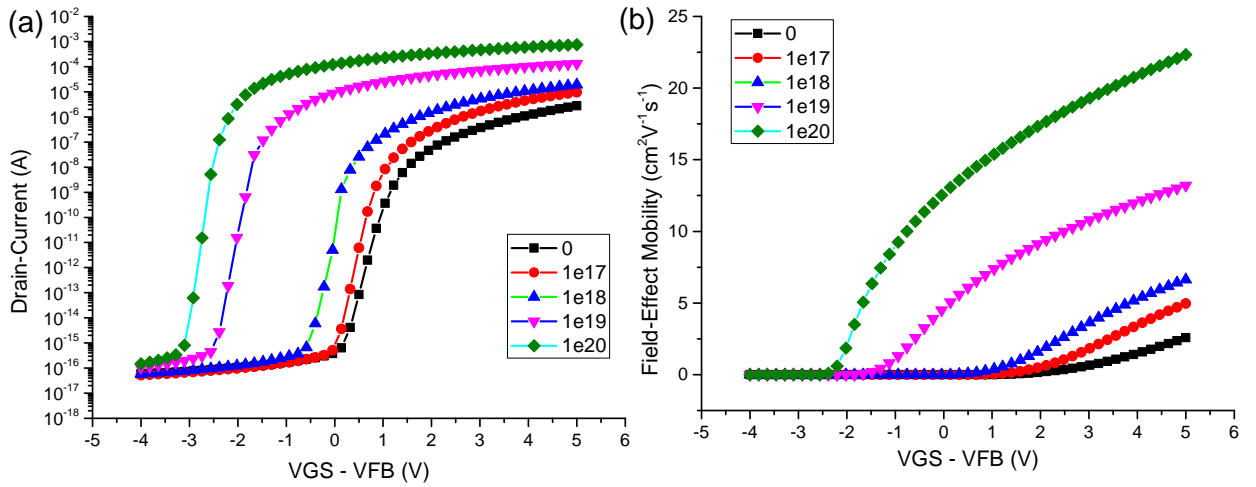 (a)
Drain-Current (A)
10⁻²
10⁻³
10⁻⁴
10⁻⁵
10⁻⁶
10⁻⁷
10⁻⁸
10⁻⁹
10⁻¹⁰
10⁻¹¹
10⁻¹²
10⁻¹³
10⁻¹⁴
10⁻¹⁵
10⁻¹⁶
10⁻¹⁷
10⁻¹⁸
0
1e17
1e18
1e19
1e20
-5 -4 -3 -2 -1 0 1 2 3 4 5 6
VGS - VFB (V)
(b)
Field-Effect Mobility (cm²V⁻¹s⁻¹)
25
20
15
10
5
0
0
1e17
1e18
1e19
1e20
-5 -4 -3 -2 -1 0 1 2 3 4 5 6
VGS - VFB (V)